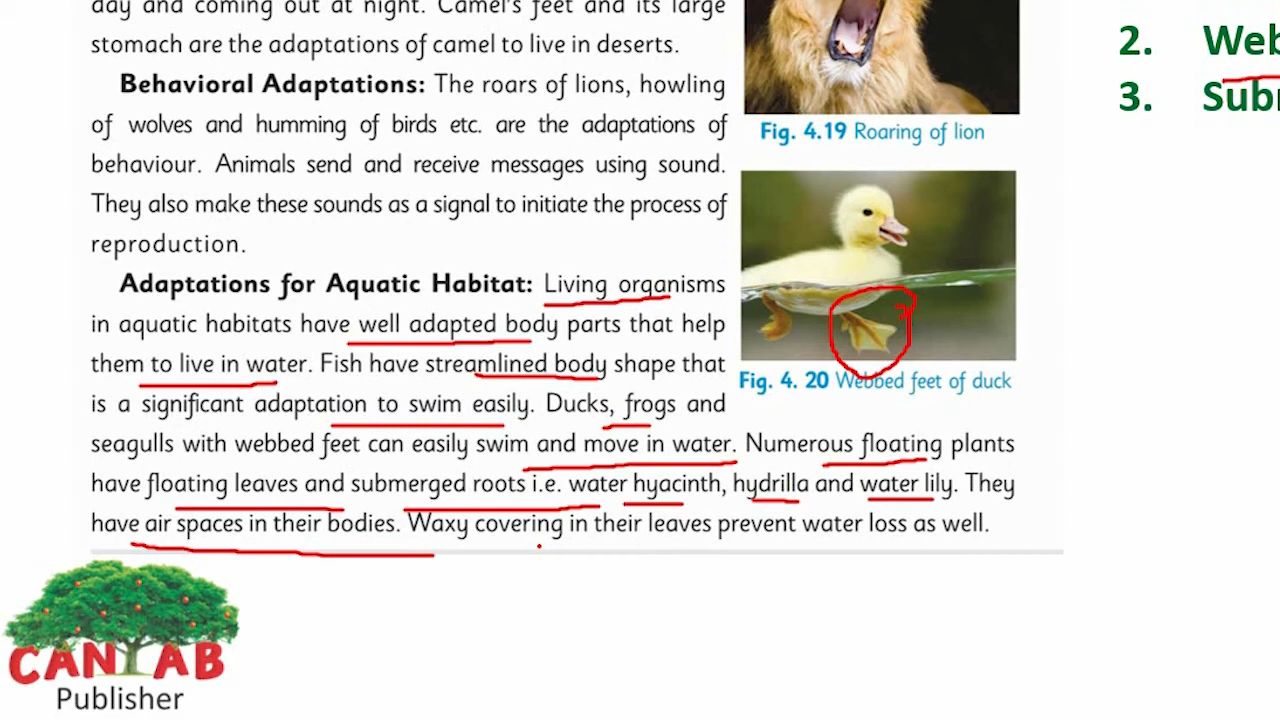 day and coming out at night. Camel's feet and its large
stomach are the adaptations of camel to live in deserts.
Behavioral Adaptations: The roars of lions, howling
of wolves and humming of birds etc. are the adaptations of
behaviour. Animals send and receive messages using sound.
They also make these sounds as a signal to initiate the process of
reproduction.
Adaptations for Aquatic Habitat: Living organisms
in aquatic habitats have well adapted body parts that help
them to live in water. Fish have streamlined body shape that
is a significant adaptation to swim easily. Ducks, frogs and
seagulls with webbed feet can easily swim and move in water. Numerous floating plants
have floating leaves and submerged roots i.e. water hyacinth, hydrilla and water lily. They
have air spaces in their bodies. Waxy covering in their leaves prevent water loss as well.
Fig. 4.19 Roaring of lion
Fig. 4. 20 Webbed feet of duck
2. Web
3. Sub
CANTAB
Publisher